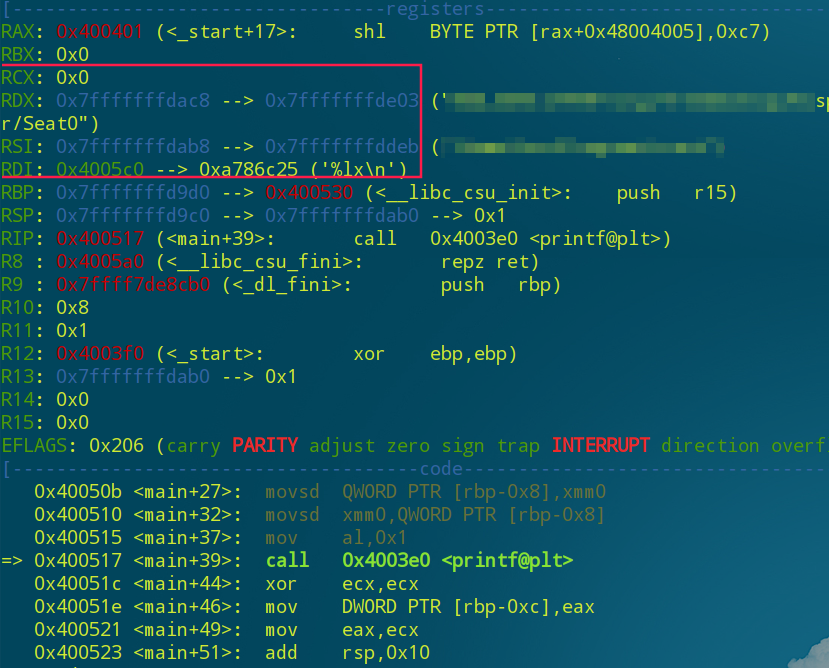 [----------------------------------registers-----------------------------------
RAX: 0x400401 (<_start+17>:     shl    BYTE PTR [rax+0x48004005],0xc7)
RBX: 0x0
RCX: 0x0
RDX: 0x7fffffffdac8 --> 0x7fffffffde03 ('
r/Seat0")
RSI: 0x7fffffffdab8 --> 0x7fffffffddeb (
RDI: 0x4005c0 --> 0xa786c25 ('%lx\n')
RBP: 0x7fffffffd9d0 --> 0x400530 (<__libc_csu_init>:    push   r15)
RSP: 0x7fffffffd9c0 --> 0x7fffffffdab0 --> 0x1
RIP: 0x400517 (<main+39>:       call   0x4003e0 <printf@plt>)
R8 : 0x4005a0 (<__libc_csu_fini>:       repz ret)
R9 : 0x7ffff7de8cb0 (<_dl_fini>:        push   rbp)
R10: 0x8
R11: 0x1
R12: 0x4003f0 (<_start>:        xor    ebp,ebp)
R13: 0x7fffffffdab0 --> 0x1
R14: 0x0
R15: 0x0
EFLAGS: 0x206 (carry PARITY adjust zero sign trap INTERRUPT direction overf
[-------------------------------------code-------------------------------------
   0x40050b <main+27>:  movsd  QWORD PTR [rbp-0x8],xmm0
   0x400510 <main+32>:  movsd  xmm0,QWORD PTR [rbp-0x8]
   0x400515 <main+37>:  mov    al,0x1
=> 0x400517 <main+39>:  call   0x4003e0 <printf@plt>
   0x40051c <main+44>:  xor    ecx,ecx
   0x40051e <main+46>:  mov    DWORD PTR [rbp-0xc],eax
   0x400521 <main+49>:  mov    eax,ecx
   0x400523 <main+51>:  add    rsp,0x10